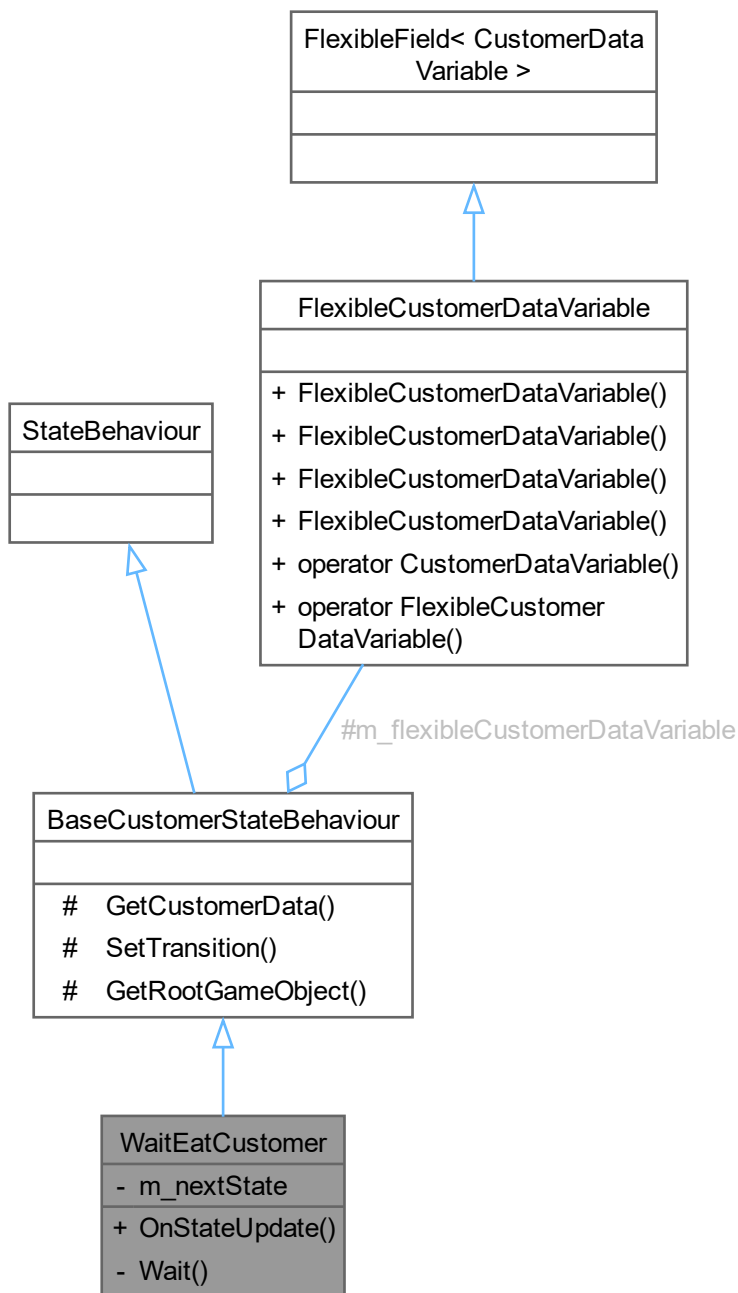 FlexibleField< CustomerData
Variable >
FlexibleCustomerDataVariable
+ FlexibleCustomerDataVariable()
+ FlexibleCustomerDataVariable()
+ FlexibleCustomerDataVariable()
+ FlexibleCustomerDataVariable()
+ operator CustomerDataVariable()
+ operator FlexibleCustomer
DataVariable()
StateBehaviour
#m_flexibleCustomerDataVariable
BaseCustomerStateBehaviour
# GetCustomerData()
# SetTransition()
# GetRootGameObject()
WaitEatCustomer
- m_nextState
+ OnStateUpdate()
- Wait()